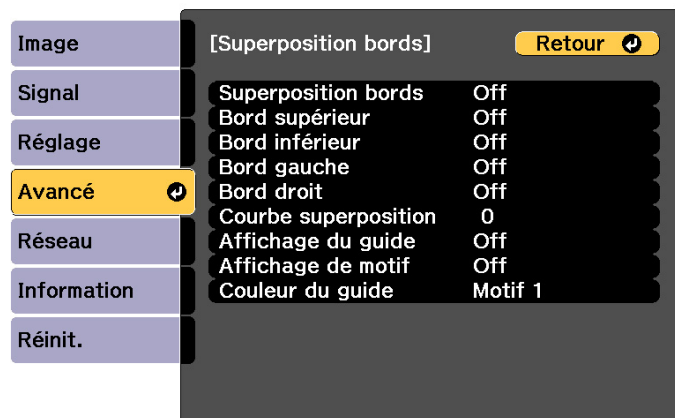 Image
Signal
Réglage
Avancé
Réseau
Information
Réinit.
[Superposition bords] Retour
Superposition bords Off
Bord supérieur Off
Bord inférieur Off
Bord gauche Off
Bord droit Off
Courbe superposition 0
Affichage du guide Off
Affichage de motif Off
Couleur du guide Motif 1